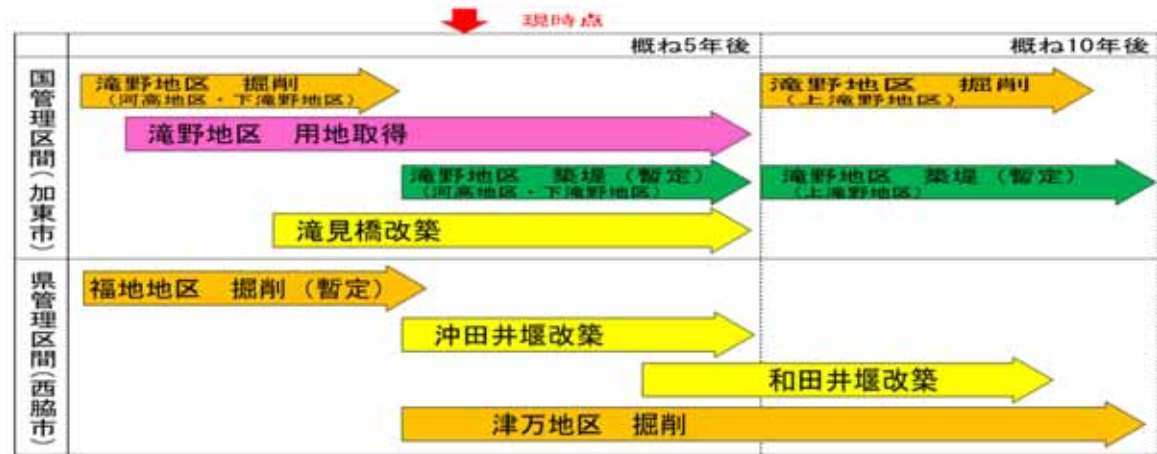 現時点
概ね5年後
概ね10年後
国管理区間(加東市)
滝野地区 掘削
(河高地区・下滝野地区)
滝野地区 掘削
(上滝野地区)
滝野地区 用地取得
滝野地区 築堤(暫定)
(河高地区・下滝野地区)
滝野地区 築堤(暫定)
(上滝野地区)
滝見橋改築
県管理区間(西脇市)
福地地区 掘削(暫定)
沖田井堰改築
和田井堰改築
津万地区 掘削